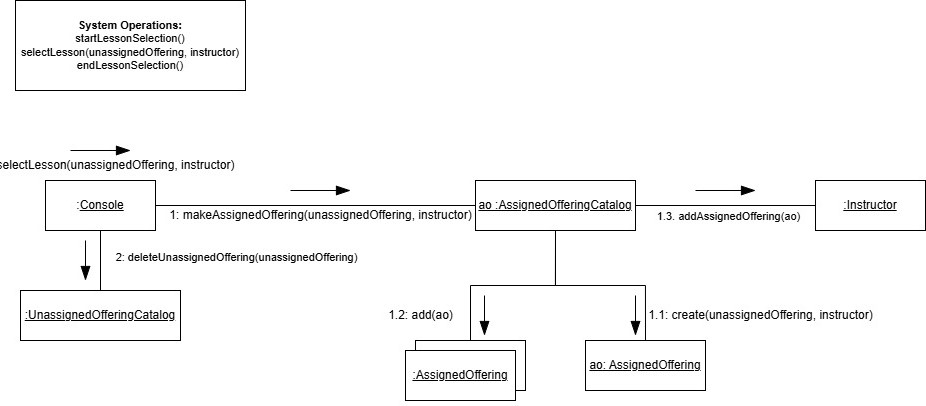 System Operations:
startLessonSelection()
selectLesson(unassignedOffering, instructor)
endLessonSelection()
selectLesson(unassignedOffering, instructor)
:Console
1: makeAssignedOffering(unassignedOffering, instructor)
ao :AssignedOfferingCatalog
1.3. addAssignedOffering(ao)
:Instructor
2: deleteUnassignedOffering(unassignedOffering)
:UnassignedOfferingCatalog
1.2: add(ao)
1.1: create(unassignedOffering, instructor)
:AssignedOffering
ao: AssignedOffering